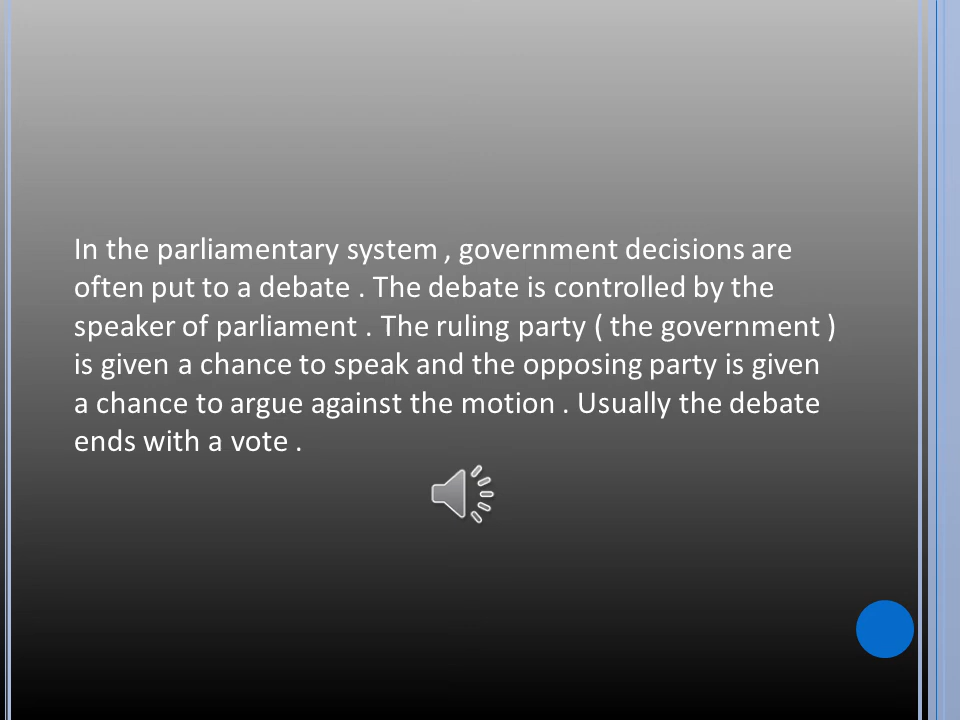 In the parliamentary system , government decisions are
often put to a debate . The debate is controlled by the
speaker of parliament . The ruling party ( the government )
is given a chance to speak and the opposing party is given
a chance to argue against the motion . Usually the debate
ends with a vote .